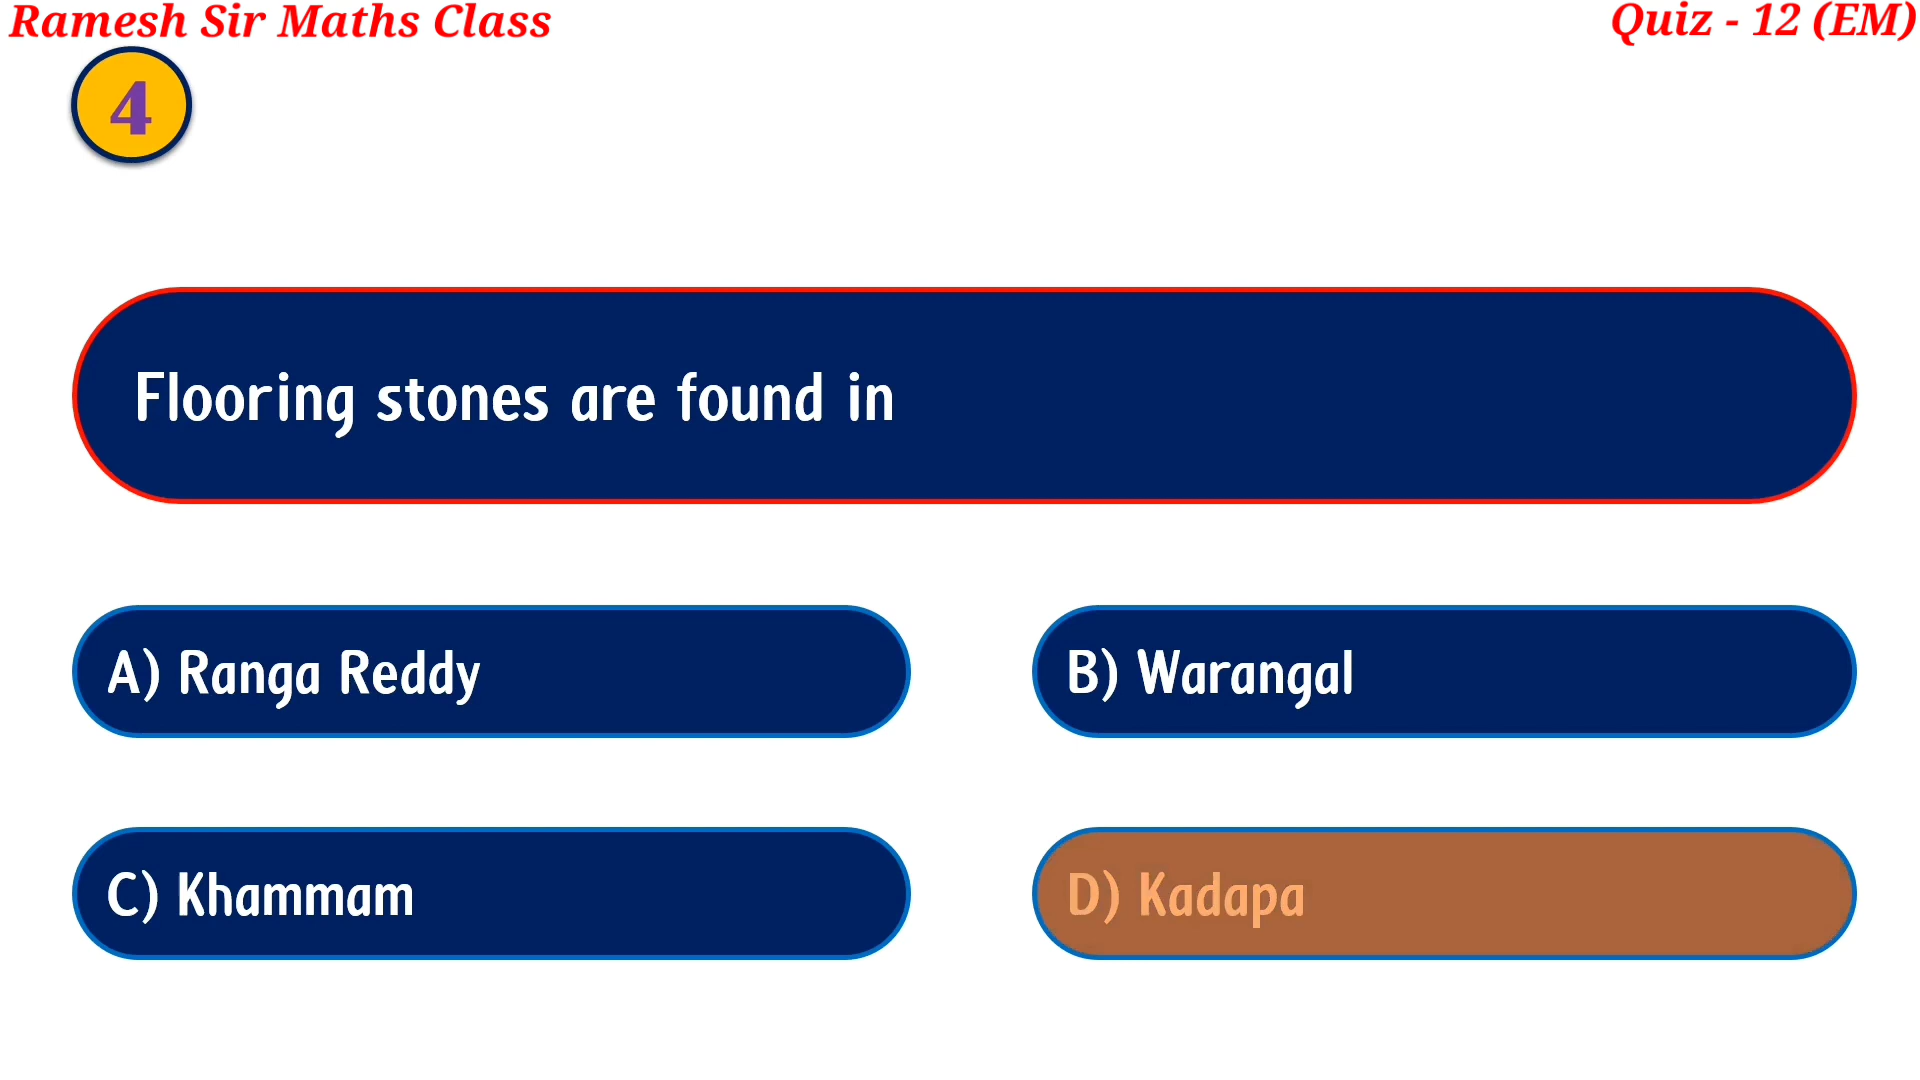 Ramesh Sir Maths Class
Quiz - 12 (EM)
4
Flooring stones are found in
A) Ranga Reddy
B) Warangal
C) Khammam
D) Kadapa